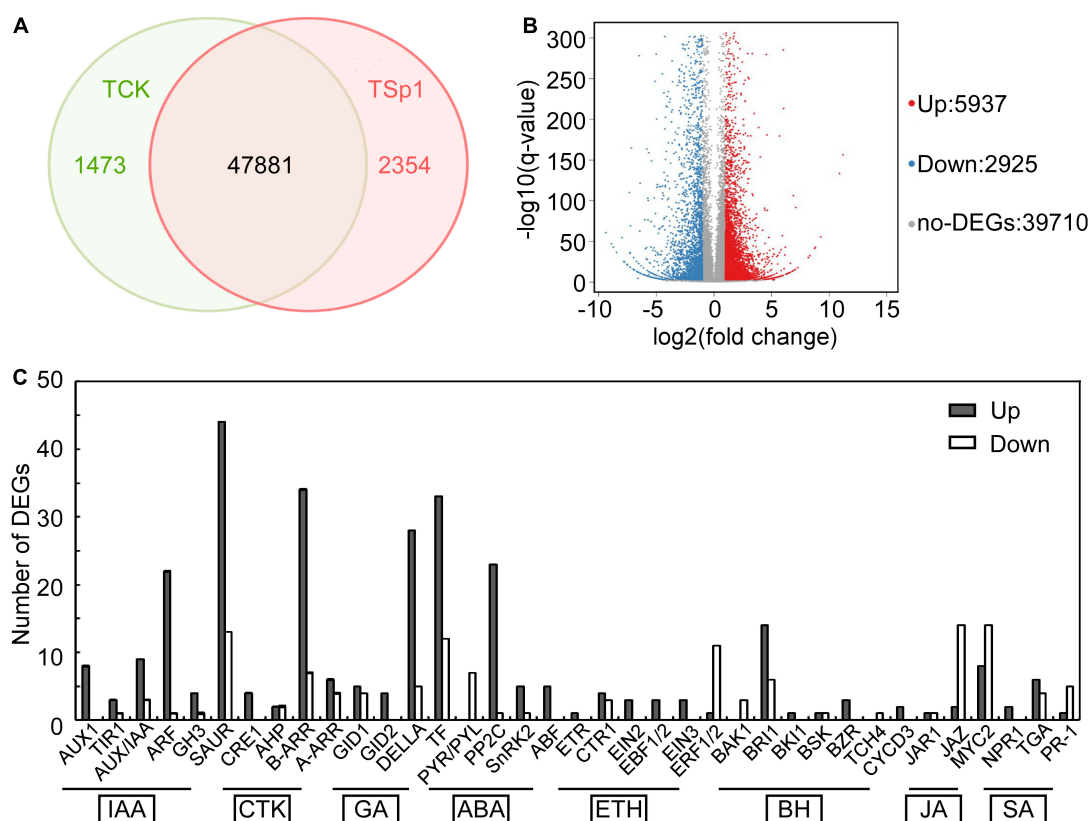 A
TCK
TSp1
1473
47881
2354
B
-log10(q-value)
300
250
200
150
100
50
0
-10 -5 0 5 10 15
log2(fold change)
Up:5937
Down:2925
no-DEGs:39710
C
Number of DEGs
50
40
30
20
10
0
Up
Down
AUX1 TIR1 AUX/IAA ARF GH3 SAUR CRE1 AHP B-ARR A-ARR GID1 GID2 DELLA TF PYR/PYL PP2C SnRK2 ABF ETR CTR1 EIN2 EBF1/2 EIN3 ERF1/2 BAK1 BRI1 BKI1 BSK BZR TCH4 CYCD3 JAR1 JAZ MYC2 NPR1 TGA PR-1
IAA CTK GA ABA ETH BH JA SA